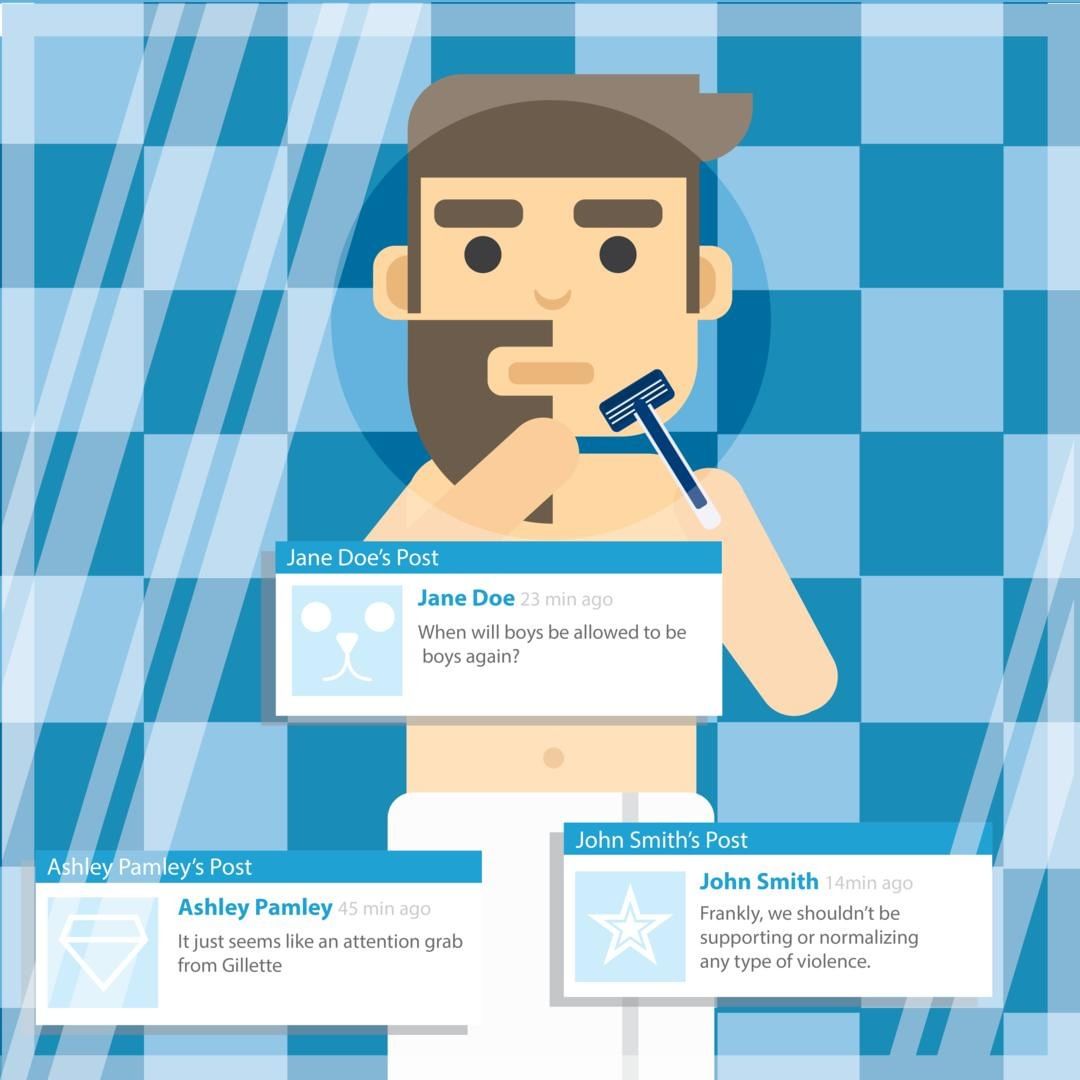 Jane Doe's Post
Jane Doe 23 min ago
When will boys be allowed to be
boys again?
John Smith's Post
John Smith 14min ago
Frankly, we shouldn't be
supporting or normalizing
any type of violence.
Ashley Pamley's Post
Ashley Pamley 45 min ago
It just seems like an attention grab
from Gillette